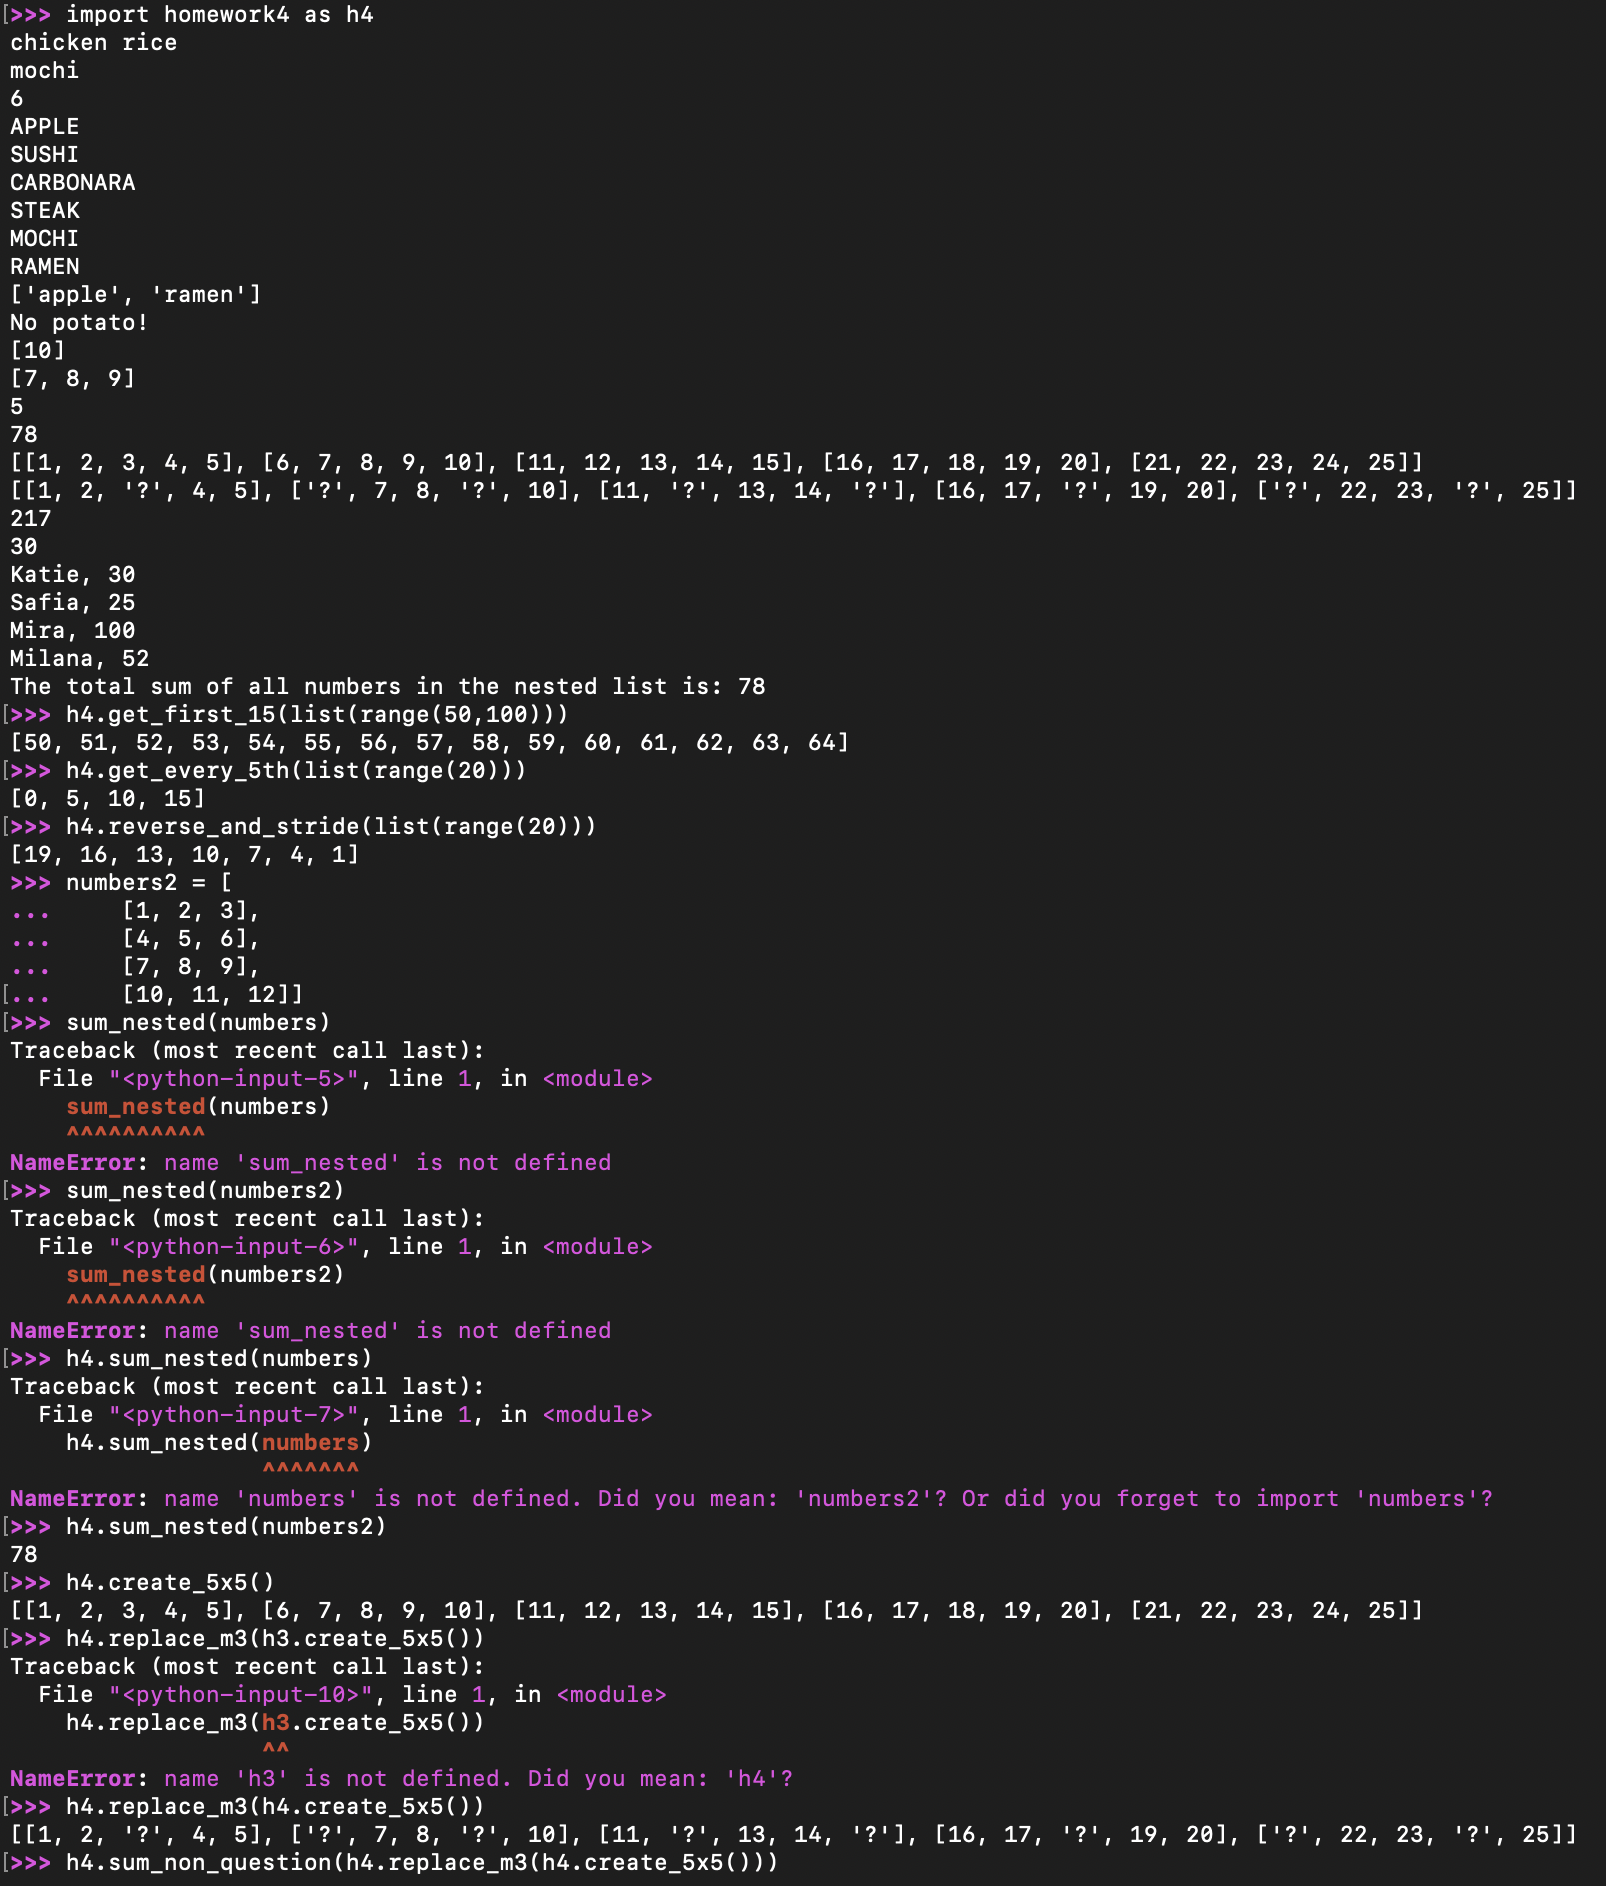 [>>> import homework4 as h4
chicken rice
mochi
6
APPLE
SUSHI
CARBONARA
STEAK
MOCHI
RAMEN
['apple', 'ramen']
No potato!
[10]
[7, 8, 9]
5
78
[[1, 2, 3, 4, 5], [6, 7, 8, 9, 10], [11, 12, 13, 14, 15], [16, 17, 18, 19, 20], [21, 22, 23, 24, 25]]
[[1, 2, '?', 4, 5], ['?', 7, 8, '?', 10], [11, '?', 13, 14, '?'], [16, 17, '?', 19, 20], ['?', 22, 23, '?', 25]]
217
30
Katie, 30
Safia, 25
Mira, 100
Milana, 52
The total sum of all numbers in the nested list is: 78
[>>> h4.get_first_15(list(range(50,100)))
[50, 51, 52, 53, 54, 55, 56, 57, 58, 59, 60, 61, 62, 63, 64]
[>>> h4.get_every_5th(list(range(20)))
[0, 5, 10, 15]
[>>> h4.reverse_and_stride(list(range(20)))
[19, 16, 13, 10, 7, 4, 1]
>>> numbers2 = [
...     [1, 2, 3],
...     [4, 5, 6],
...     [7, 8, 9],
[...     [10, 11, 12]]
[>>> sum_nested(numbers)
Traceback (most recent call last):
  File "<python-input-5>", line 1, in <module>
    sum_nested(numbers)
    ^^^^^^^^^^
NameError: name 'sum_nested' is not defined
[>>> sum_nested(numbers2)
Traceback (most recent call last):
  File "<python-input-6>", line 1, in <module>
    sum_nested(numbers2)
    ^^^^^^^^^^
NameError: name 'sum_nested' is not defined
[>>> h4.sum_nested(numbers)
Traceback (most recent call last):
  File "<python-input-7>", line 1, in <module>
    h4.sum_nested(numbers)
                  ^^^^^^^
NameError: name 'numbers' is not defined. Did you mean: 'numbers2'? Or did you forget to import 'numbers'?
[>>> h4.sum_nested(numbers2)
78
[>>> h4.create_5x5()
[[1, 2, 3, 4, 5], [6, 7, 8, 9, 10], [11, 12, 13, 14, 15], [16, 17, 18, 19, 20], [21, 22, 23, 24, 25]]
[>>> h4.replace_m3(h3.create_5x5())
Traceback (most recent call last):
  File "<python-input-10>", line 1, in <module>
    h4.replace_m3(h3.create_5x5())
                  ^^
NameError: name 'h3' is not defined. Did you mean: 'h4'?
[>>> h4.replace_m3(h4.create_5x5())
[[1, 2, '?', 4, 5], ['?', 7, 8, '?', 10], [11, '?', 13, 14, '?'], [16, 17, '?', 19, 20], ['?', 22, 23, '?', 25]]
[>>> h4.sum_non_question(h4.replace_m3(h4.create_5x5()))